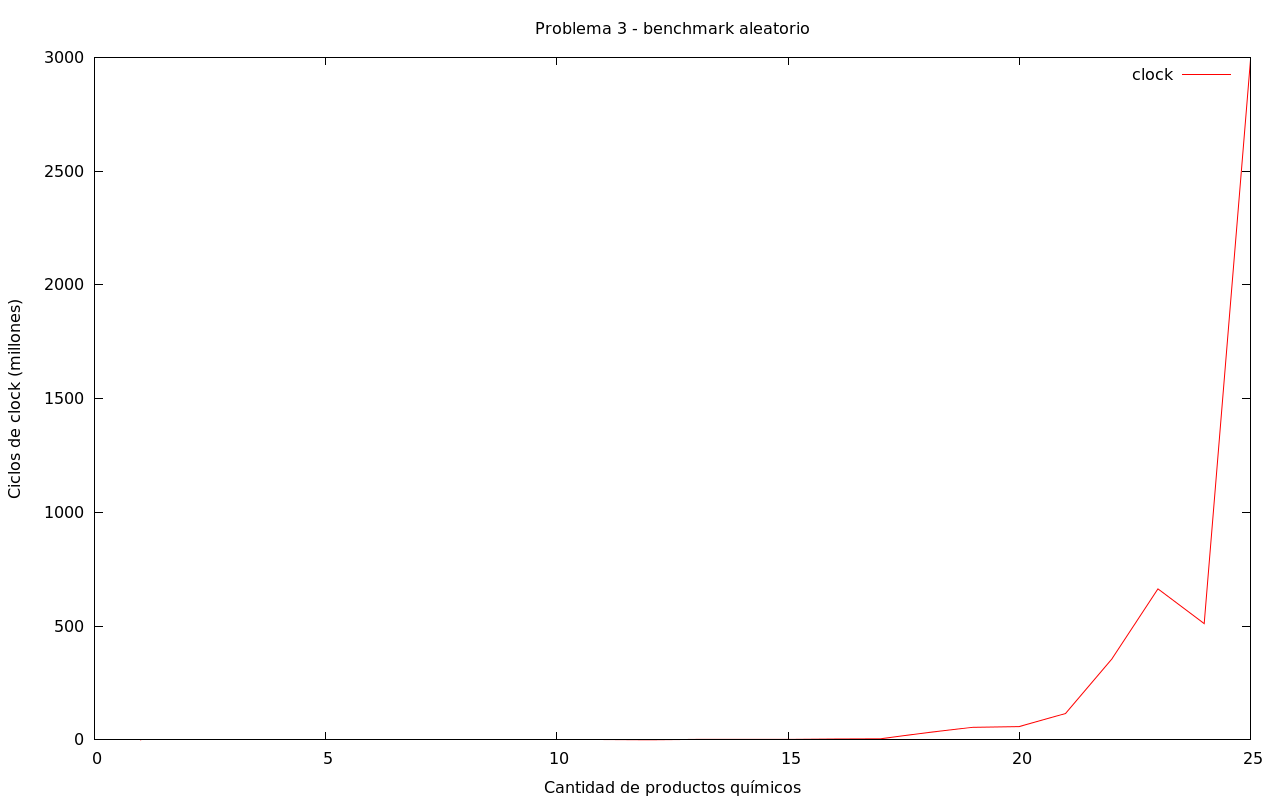 Problema 3 - benchmark aleatorio
clock
3000
2500
2000
1500
1000
500
0
Ciclos de clock (millones)
0 5 10 15 20 25
Cantidad de productos químicos